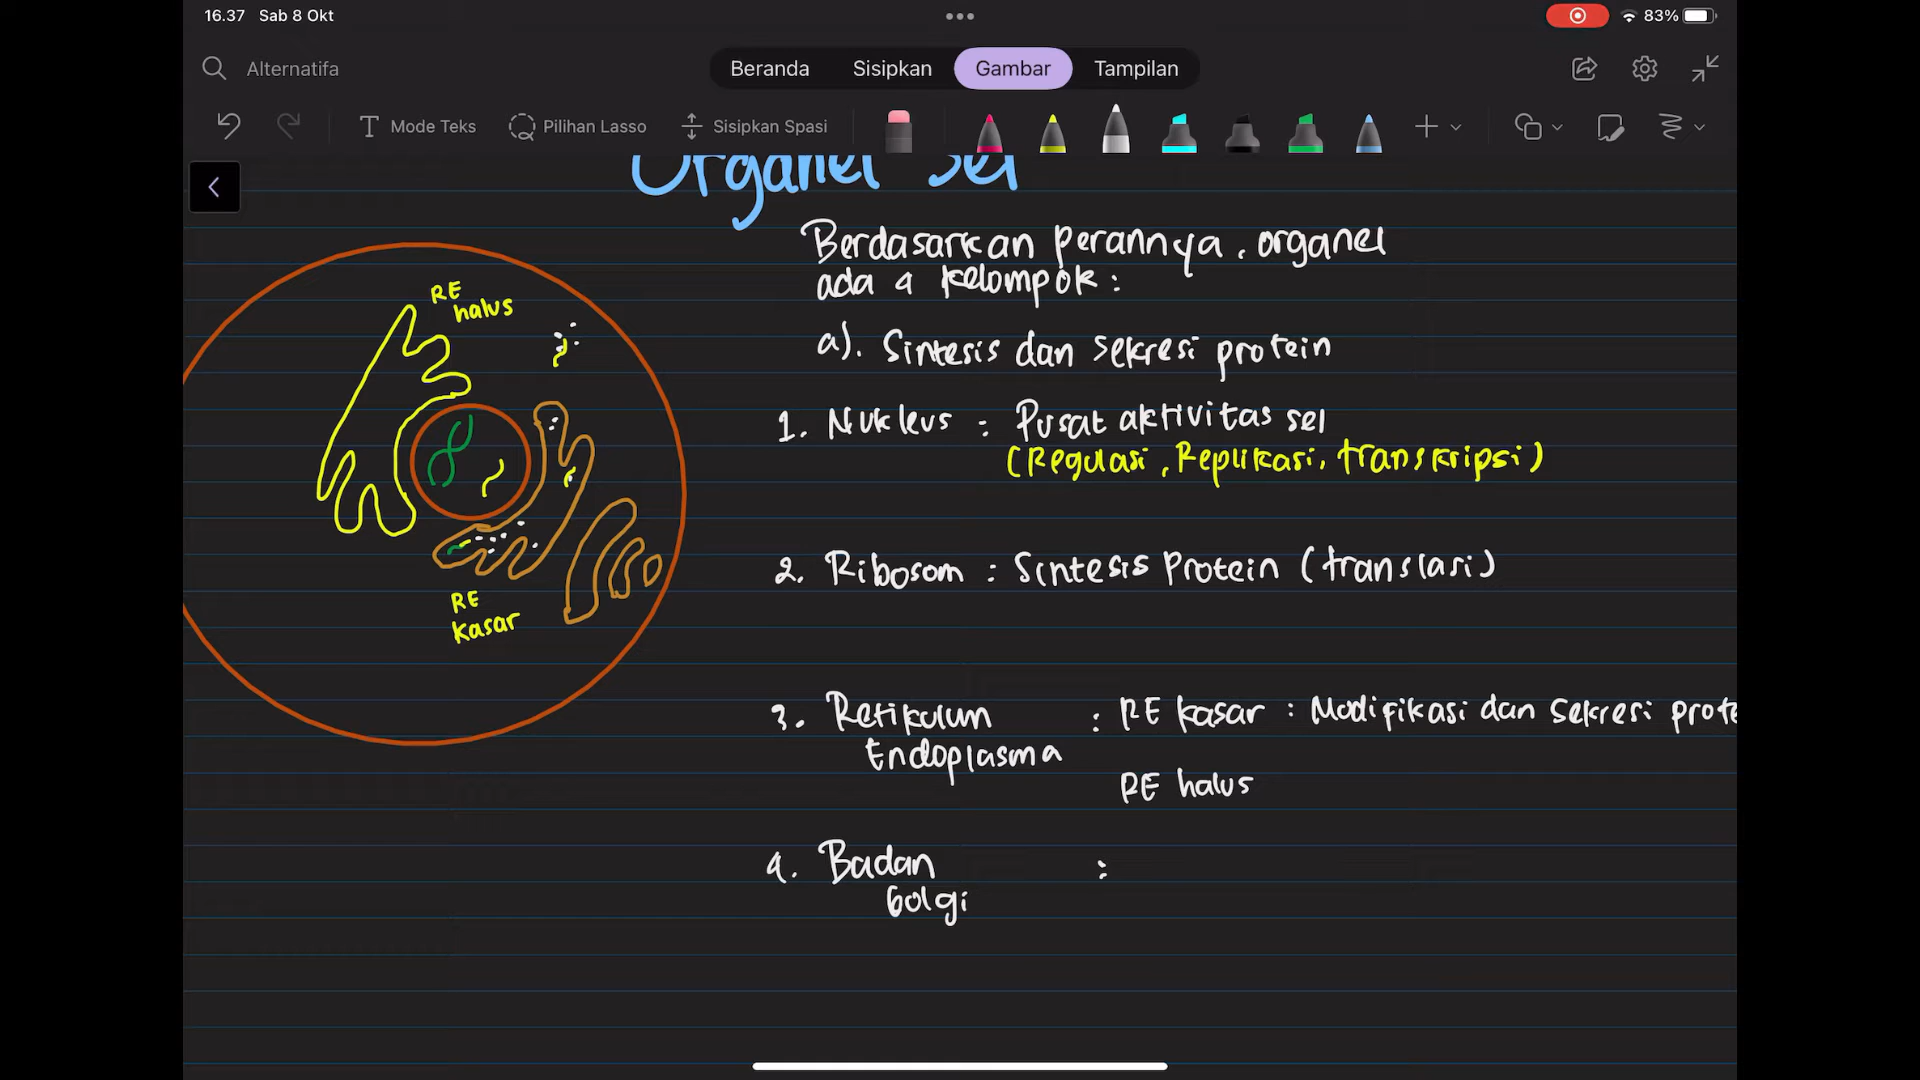 16.37 Sab 8 Okt
83%
Alternatifa
Beranda Sisipkan Gambar Tampilan
Mode Teks Pilihan Lasso Sisipkan Spasi
Organel Sel
Berdasarkan perannya, organel
ada 4 kelompok:
a). Sintesis dan sekresi protein
1. Nukleus : Pusat aktivitas sel
(Regulasi, Replikasi, transkripsi)
2. Ribosom : Sintesis Protein (translasi)
3. Retikulum : RE kasar : Modifikasi dan sekresi prote
Endoplasma
RE halus
4. Badan :
Golgi
RE
halus
RE
kasar